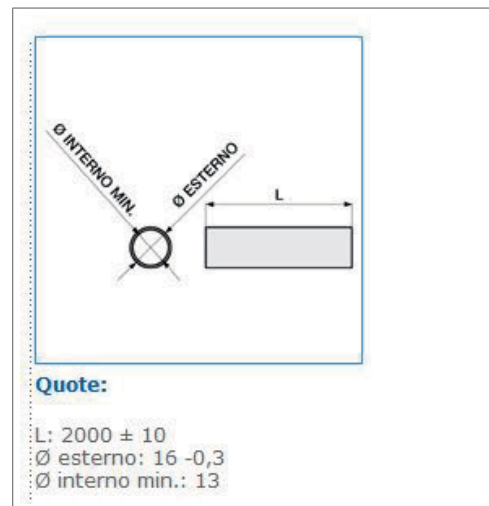 Ø INTERNO MIN.
Ø ESTERNO
L
Quote:
L: 2000 ± 10
Ø esterno: 16 -0,3
Ø interno min.: 13